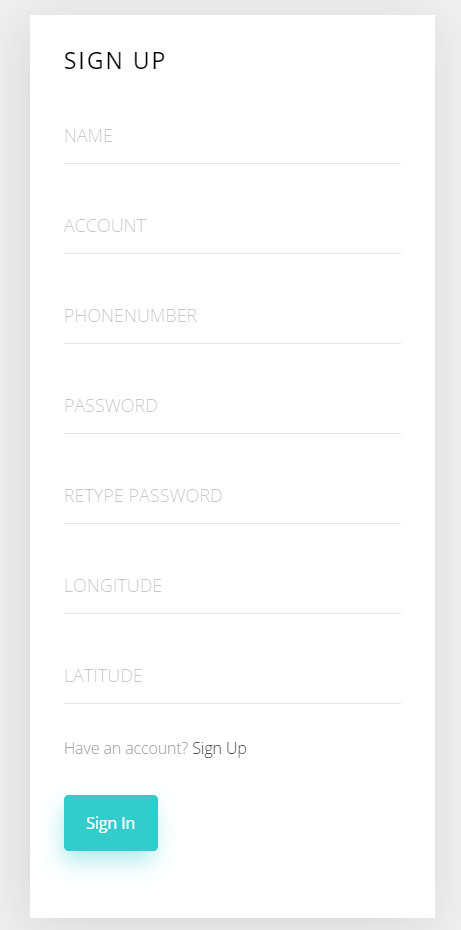 SIGN UP
NAME
ACCOUNT
PHONENUMBER
PASSWORD
RETYPE PASSWORD
LONGITUDE
LATITUDE
Have an account? Sign Up
Sign In